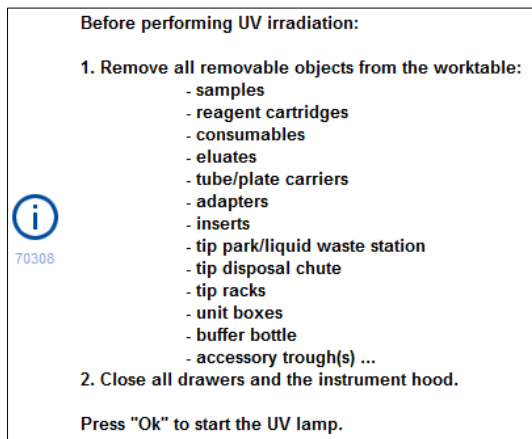 Before performing UV irradiation:
1. Remove all removable objects from the worktable:
- samples
- reagent cartridges
- consumables
- eluates
- tube/plate carriers
- adapters
- inserts
- tip park/liquid waste station
- tip disposal chute
- tip racks
- unit boxes
- buffer bottle
- accessory trough(s) ...
2. Close all drawers and the instrument hood.
Press "Ok" to start the UV lamp.
i
70308